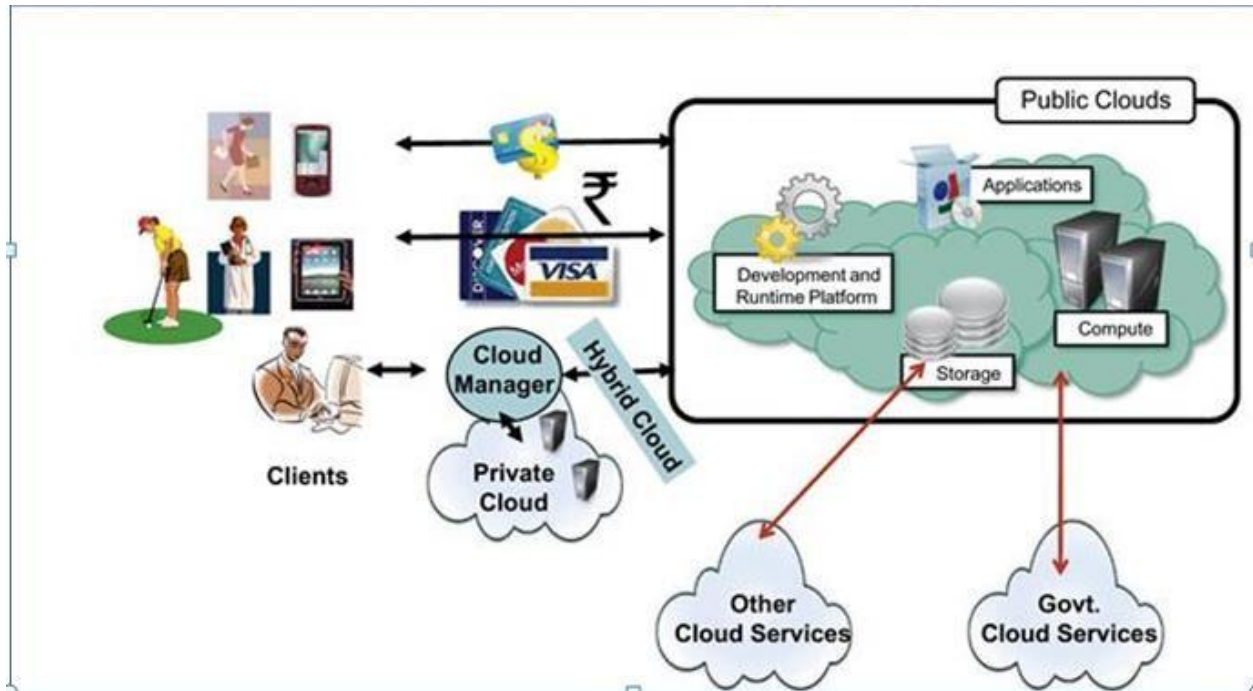 Public Clouds
Applications
Development and
Runtime Platform
Compute
Storage
$
₹
DISCOVER
VISA
Cloud
Manager
Hybrid Cloud
Private
Cloud
Clients
Other
Cloud Services
Govt.
Cloud Services